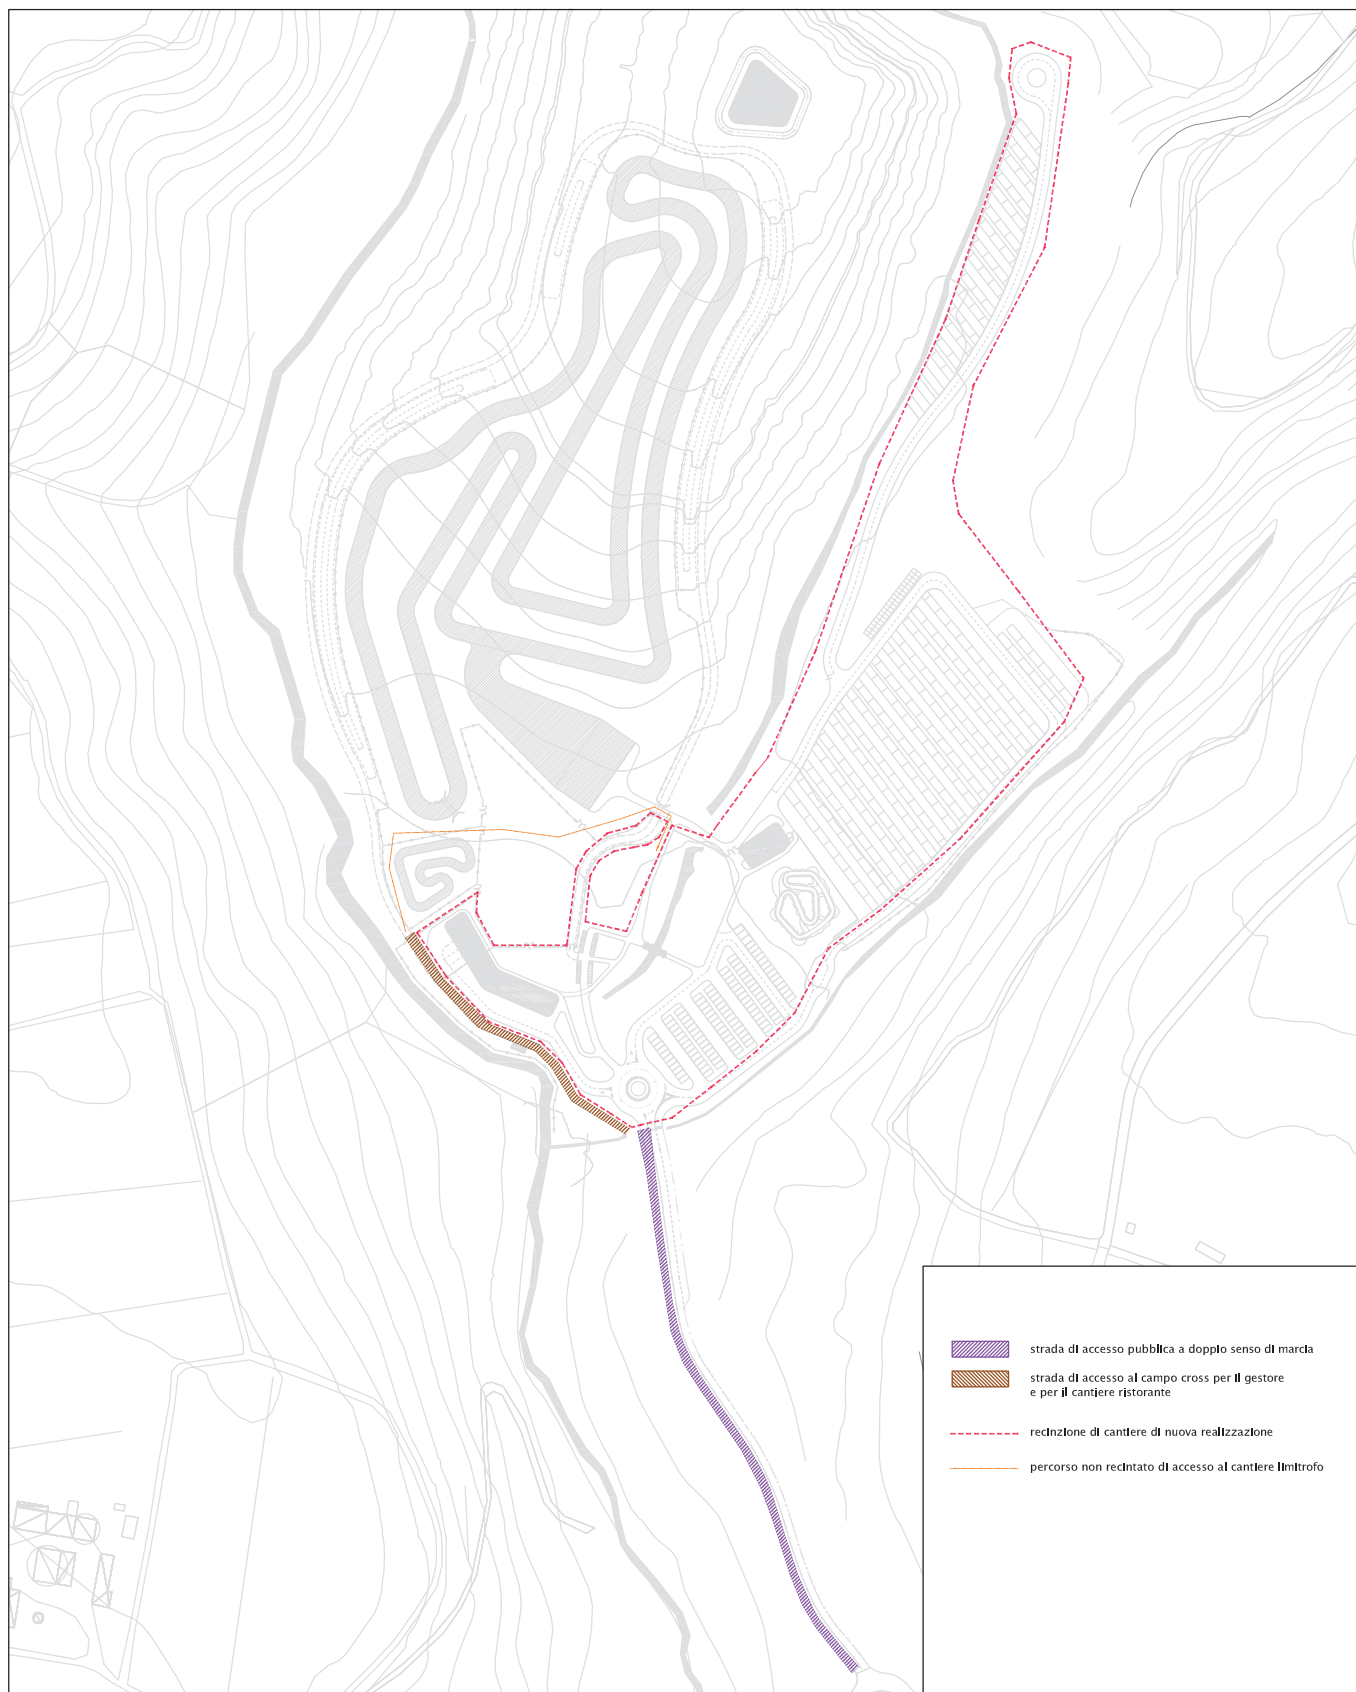 strada di accesso pubblica a doppio senso di marcia
strada di accesso al campo cross per il gestore
e per il cantiere ristorante
recinzione di cantiere di nuova realizzazione
percorso non recintato di accesso al cantiere limitrofo